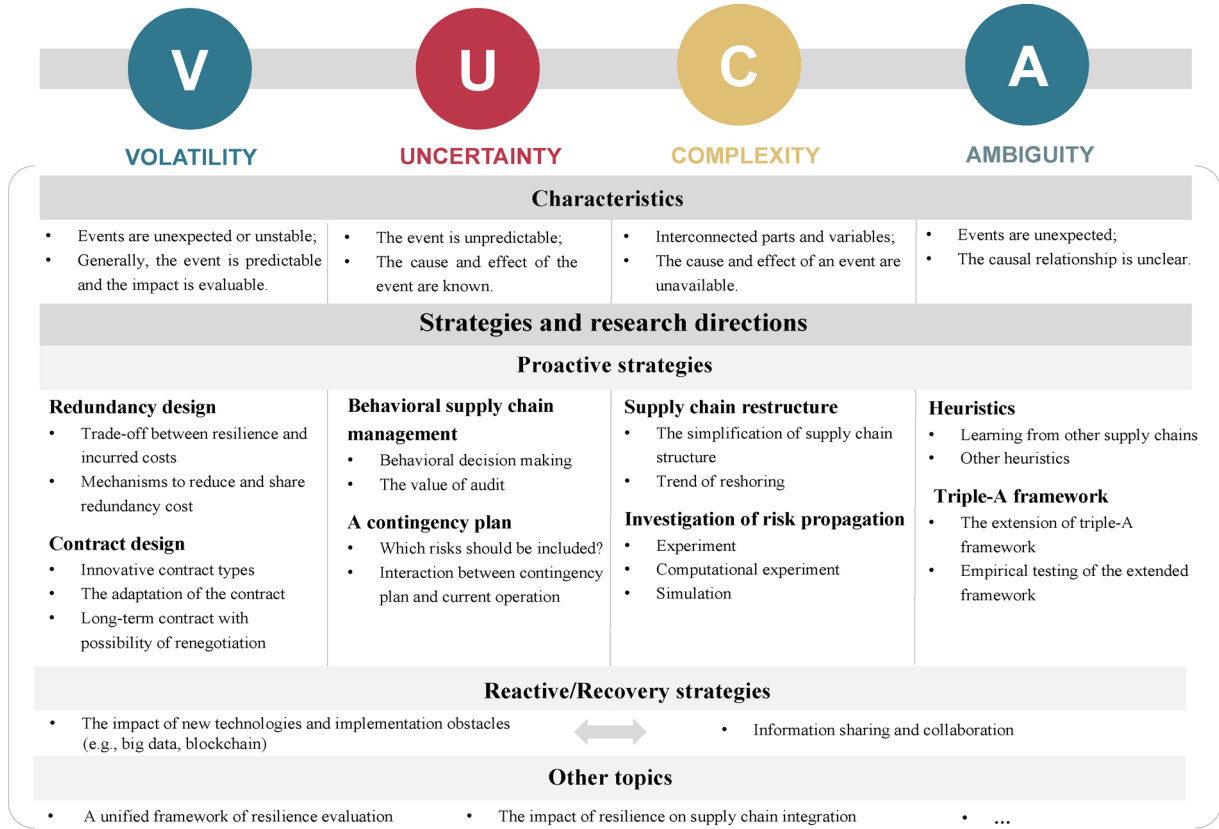 V
U
C
A
VOLATILITY
UNCERTAINTY
COMPLEXITY
AMBIGUITY
Characteristics
• Events are unexpected or unstable;
• Generally, the event is predictable
and the impact is evaluable.
• The event is unpredictable;
• The cause and effect of the
event are known.
• Interconnected parts and variables;
• The cause and effect of an event are
unavailable.
• Events are unexpected;
• The causal relationship is unclear.
Strategies and research directions
Proactive strategies
Redundancy design
• Trade-off between resilience and
incurred costs
• Mechanisms to reduce and share
redundancy cost
Contract design
• Innovative contract types
• The adaptation of the contract
• Long-term contract with
possibility of renegotiation
Behavioral supply chain
management
• Behavioral decision making
• The value of audit
A contingency plan
• Which risks should be included?
• Interaction between contingency
plan and current operation
Supply chain restructure
• The simplification of supply chain
structure
• Trend of reshoring
Investigation of risk propagation
• Experiment
• Computational experiment
• Simulation
Heuristics
• Learning from other supply chains
• Other heuristics
Triple-A framework
• The extension of triple-A
framework
• Empirical testing of the extended
framework
Reactive/Recovery strategies
• The impact of new technologies and implementation obstacles
(e.g., big data, blockchain)
• Information sharing and collaboration
Other topics
• A unified framework of resilience evaluation
• The impact of resilience on supply chain integration
• ...